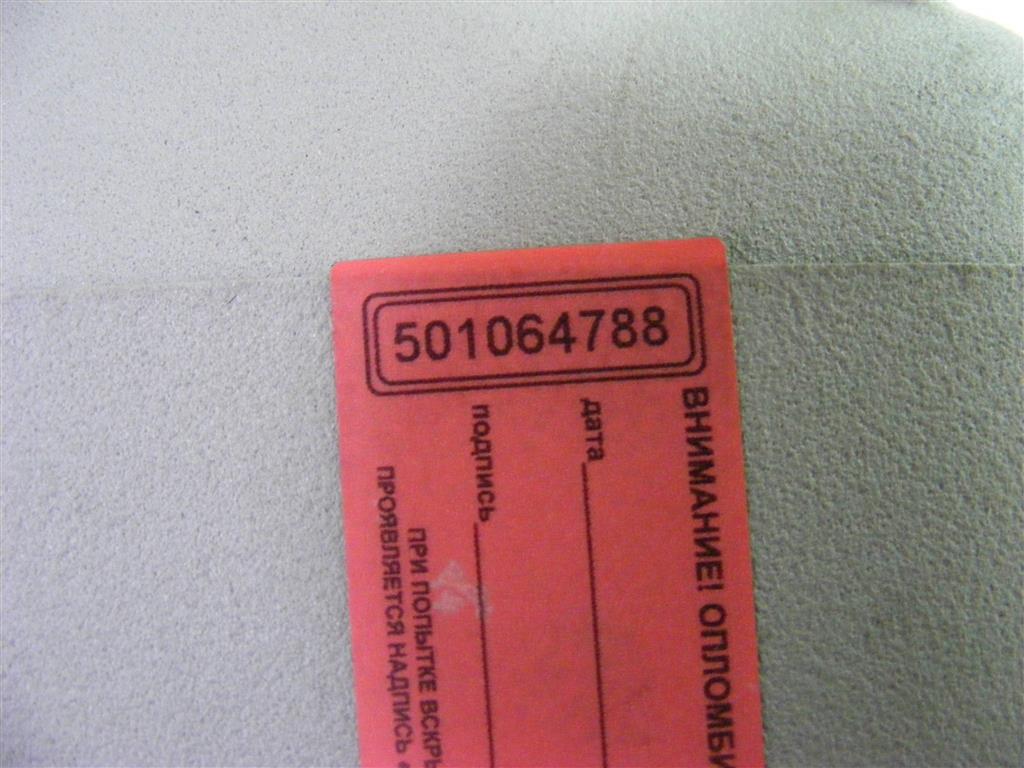 501064788
ВНИМАНИЕ! ОПЛОМБИ
дата
подпись
ПРИ ПОПЫТКЕ ВСКРЫ
ПРОЯВЛЯЕТСЯ НАДПИСЬ «